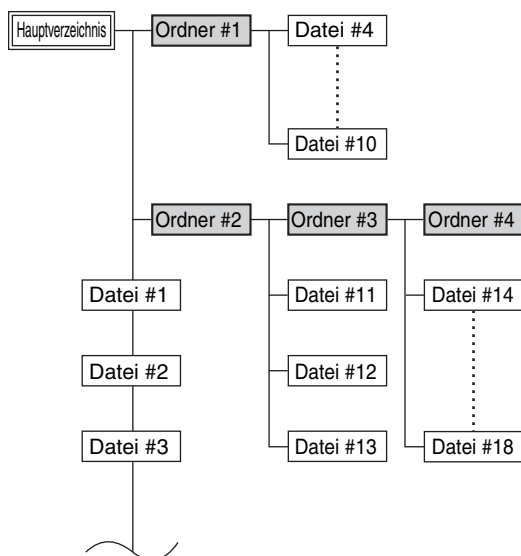 Hauptverzeichnis
Ordner #1
Datei #4
Datei #10
Ordner #2
Ordner #3
Ordner #4
Datei #1
Datei #11
Datei #14
Datei #2
Datei #12
Datei #3
Datei #13
Datei #18